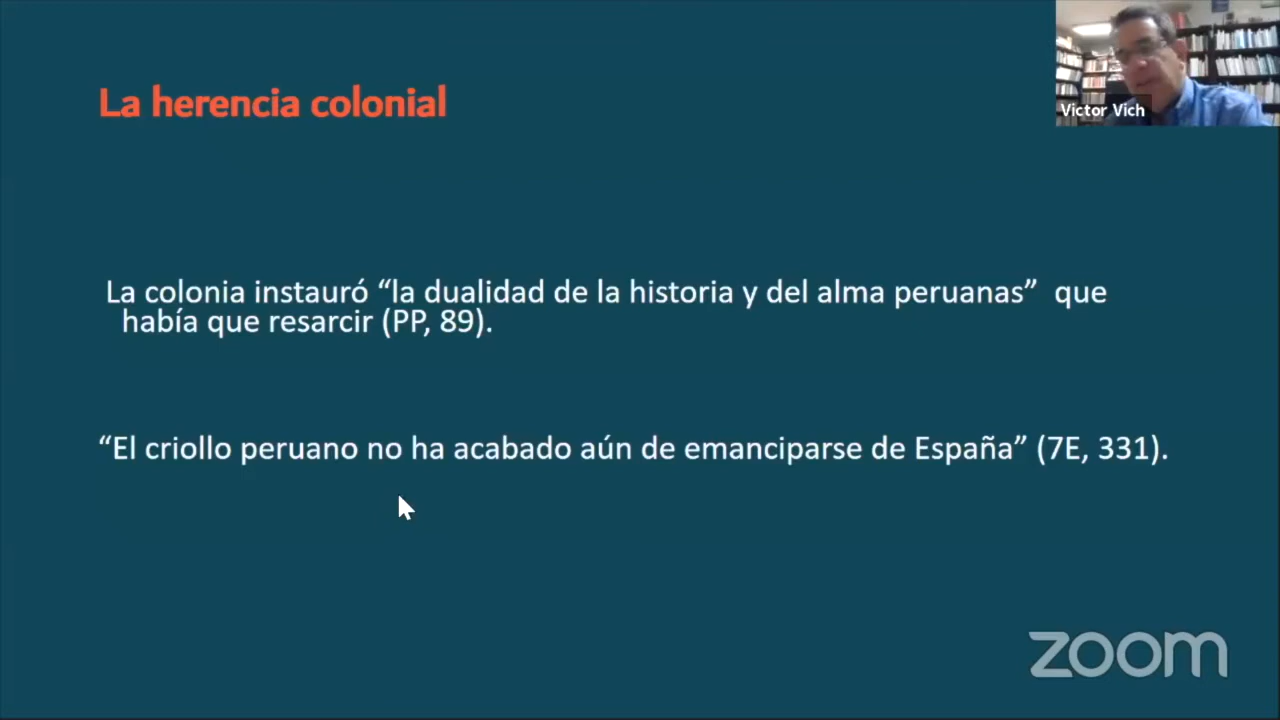 La herencia colonial
Victor Vich
La colonia instauró “la dualidad de la historia y del alma peruanas”  que
había que resarcir (PP, 89).
“El criollo peruano no ha acabado aún de emanciparse de España” (7E, 331).
zoom